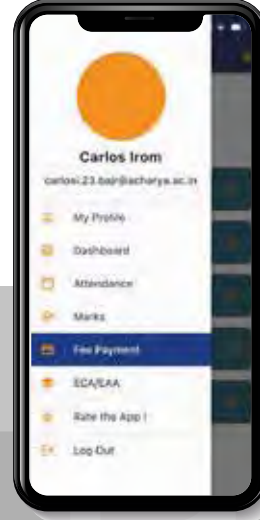 Carlos Irom
carlosi.23.bajr@acharya.ac.in
My Profile
Dashboard
Attendance
Marks
Fee Payment
ECA/EAA
Rate the App !
Log Out